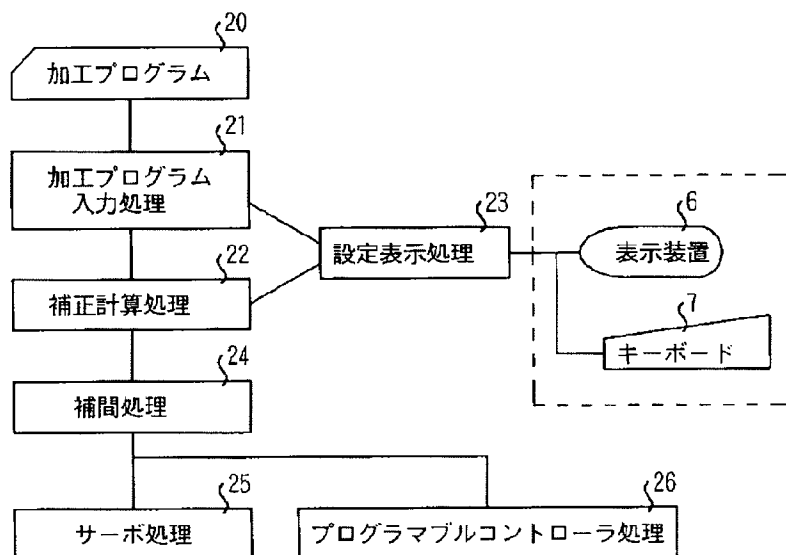 20
加工プログラム
21
加工プログラム
入力処理
22
補正計算処理
23
設定表示処理
6
表示装置
7
キーボード
24
補間処理
25
サーボ処理
26
プログラマブルコントローラ処理